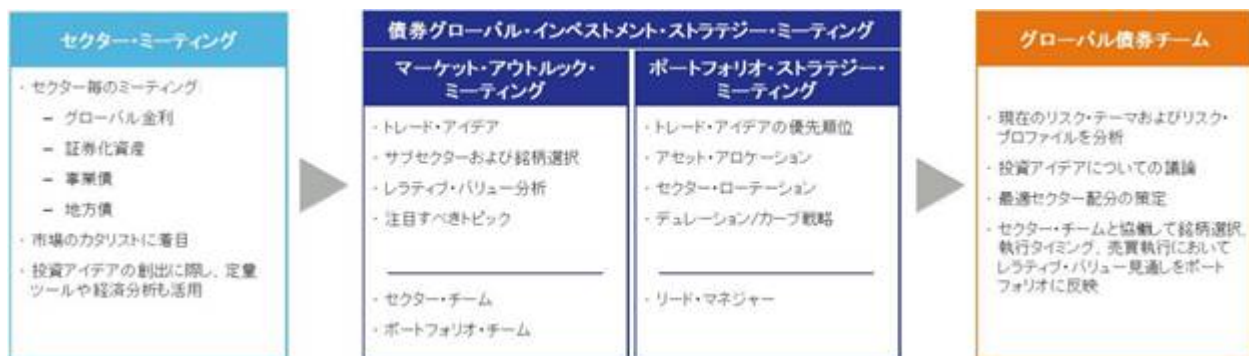 セクター・ミーティング
・セクター毎のミーティング:
－ グローバル金利
－ 証券化資産
－ 事業債
－ 地方債
・市場のカタリストに着目
・投資アイデアの創出に際し、定量
ツールや経済分析も活用
債券グローバル・インベストメント・ストラテジー・ミーティング
マーケット・アウトルック・
ミーティング
・トレード・アイデア
・サブセクターおよび銘柄選択
・レラティブ・バリュー分析
・注目すべきトピック
・セクター・チーム
・ポートフォリオ・チーム
ポートフォリオ・ストラテジー・
ミーティング
・トレード・アイデアの優先順位
・アセット・アロケーション
・セクター・ローテーション
・デュレーション/カーブ戦略
・リード・マネジャー
グローバル債券チーム
・現在のリスク・テーマおよびリスク・
プロファイルを分析
・投資アイデアについての議論
・最適セクター配分の策定
・セクター・チームと協働して銘柄選択、
執行タイミング、売買執行において
レラティブ・バリュー見通しをポート
フォリオに反映